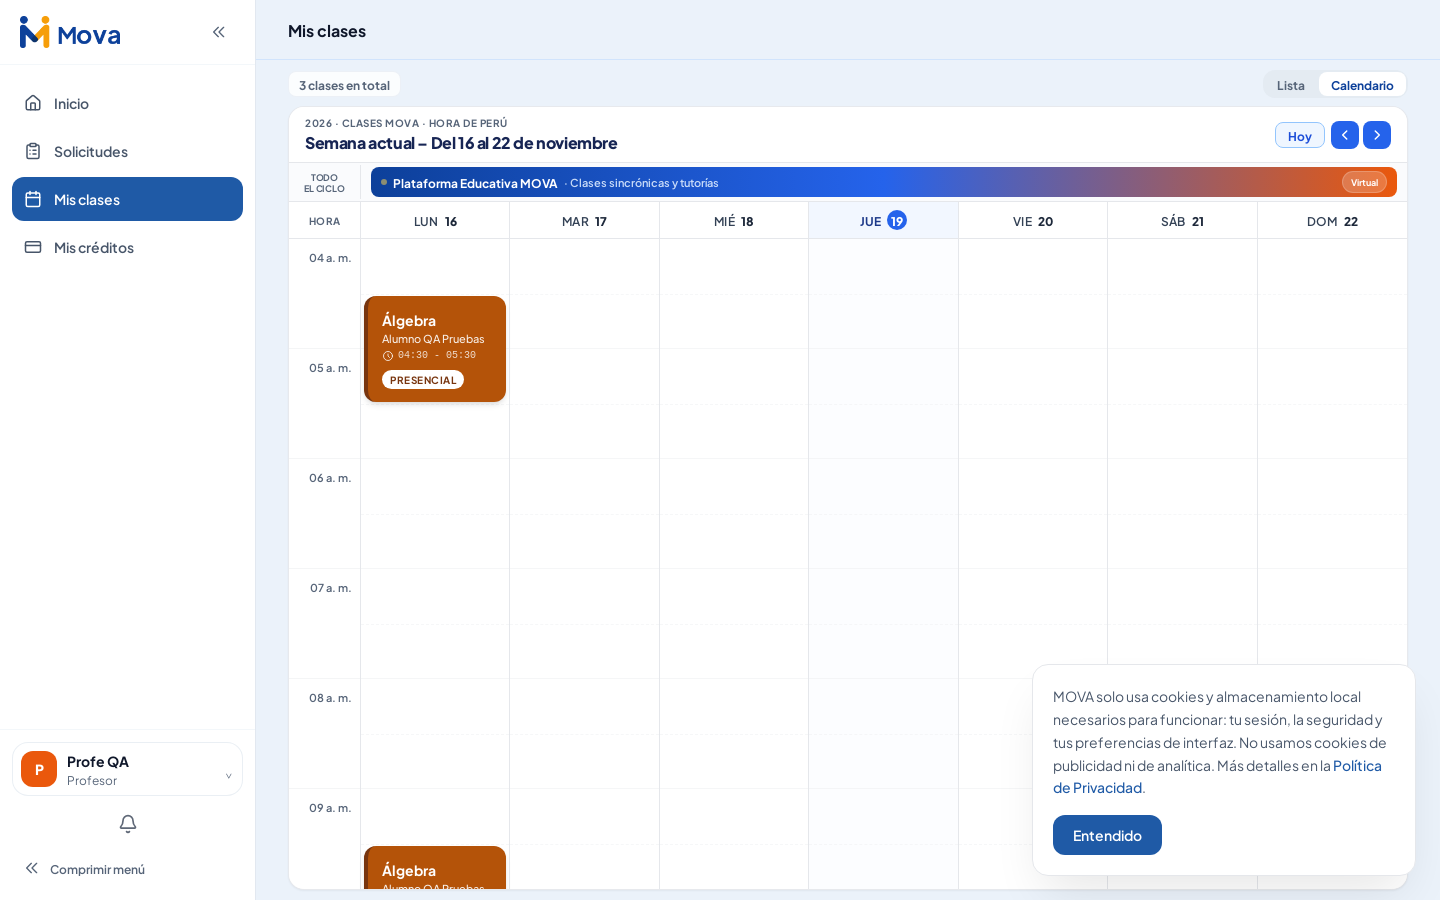 Mova
Inicio
Solicitudes
Mis clases
Mis créditos
P
Profe QA
Profesor
Comprimir menú
Mis clases
3 clases en total
Lista
Calendario
2026 · CLASES MOVA · HORA DE PERÚ
Semana actual – Del 16 al 22 de noviembre
Hoy
TODO
EL CICLO
Plataforma Educativa MOVA · Clases sincrónicas y tutorías
Virtual
HORA
LUN 16
MAR 17
MIÉ 18
JUE 19
VIE 20
SÁB 21
DOM 22
04 a. m.
Álgebra
Alumno QA Pruebas
04:30 - 05:30
PRESENCIAL
05 a. m.
06 a. m.
07 a. m.
08 a. m.
09 a. m.
Álgebra
Alumno QA Pruebas
MOVA solo usa cookies y almacenamiento local
necesarios para funcionar: tu sesión, la seguridad y
tus preferencias de interfaz. No usamos cookies de
publicidad ni de analítica. Más detalles en la Política
de Privacidad.
Entendido